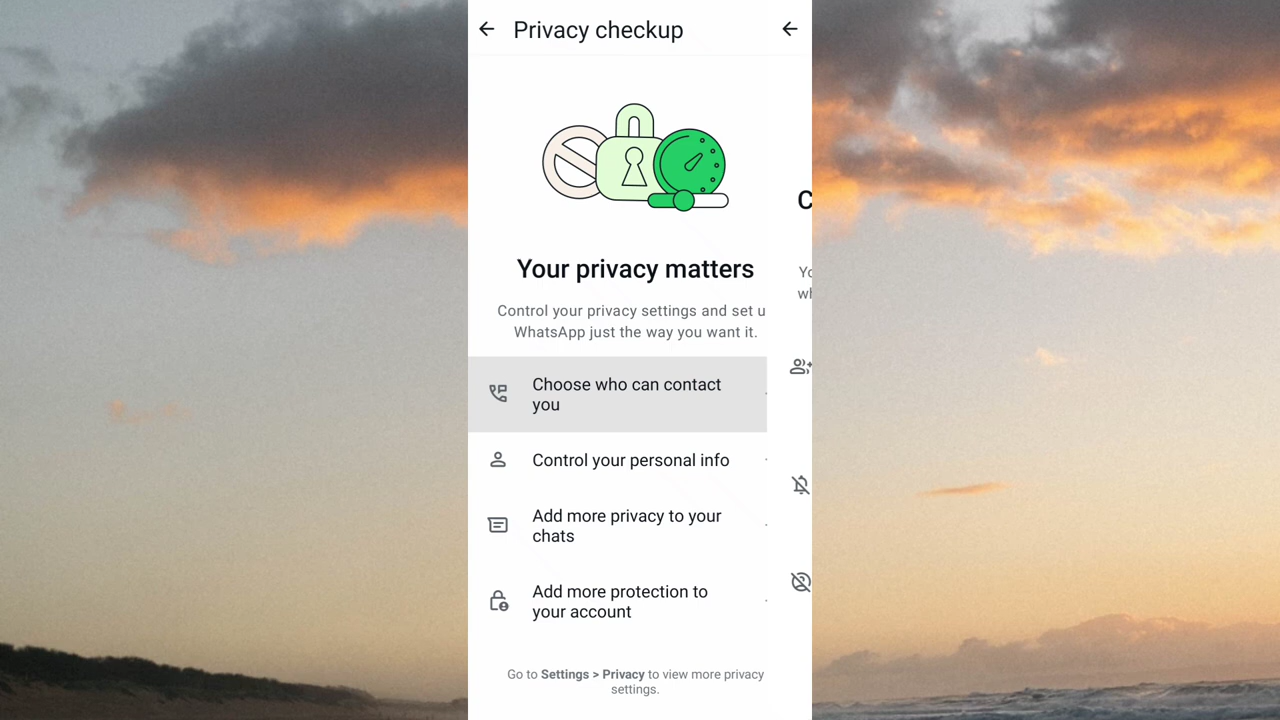 Privacy checkup
Your privacy matters
Control your privacy settings and set u
WhatsApp just the way you want it.
Choose who can contact
you
Control your personal info
Add more privacy to your
chats
Add more protection to
your account
Go to Settings > Privacy to view more privacy
settings.
C
Yo
wh